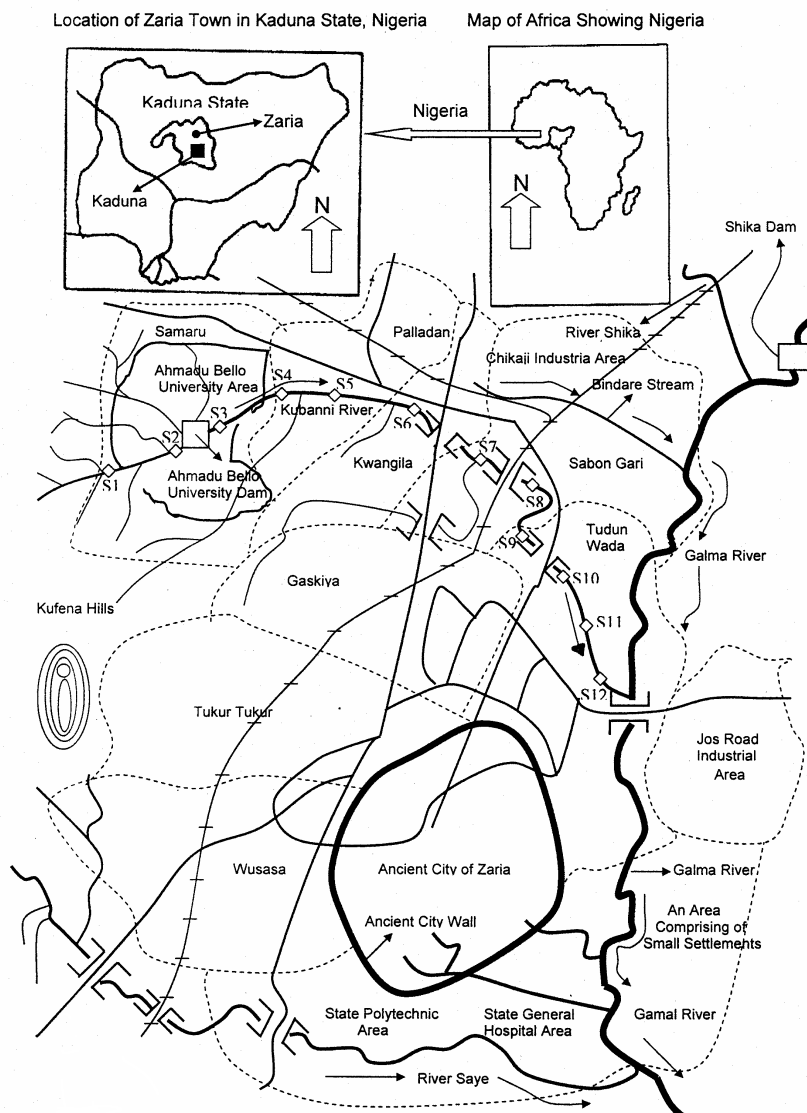 Location of Zaria Town in Kaduna State, Nigeria
Map of Africa Showing Nigeria
Kaduna State
Zaria
Kaduna
N
Nigeria
N
Shika Dam
Samaru
Palladan
River Shika
Chikaji Industria Area
Ahmadu Bello
University Area
S4
S5
Bindare Stream
S3
Kubanni River
S6
S2
S7
Kwangila
Sabon Gari
S1
Ahmadu Bello
University Dam
S8
Tudun
Wada
S9
Galma River
Gaskiya
S10
Kufena Hills
S11
S12
Tukur Tukur
Jos Road
Industrial
Area
Wusasa
Ancient City of Zaria
Galma River
Ancient City Wall
An Area
Comprising of
Small Settlements
State Polytechnic
Area
State General
Hospital Area
Gamal River
River Saye